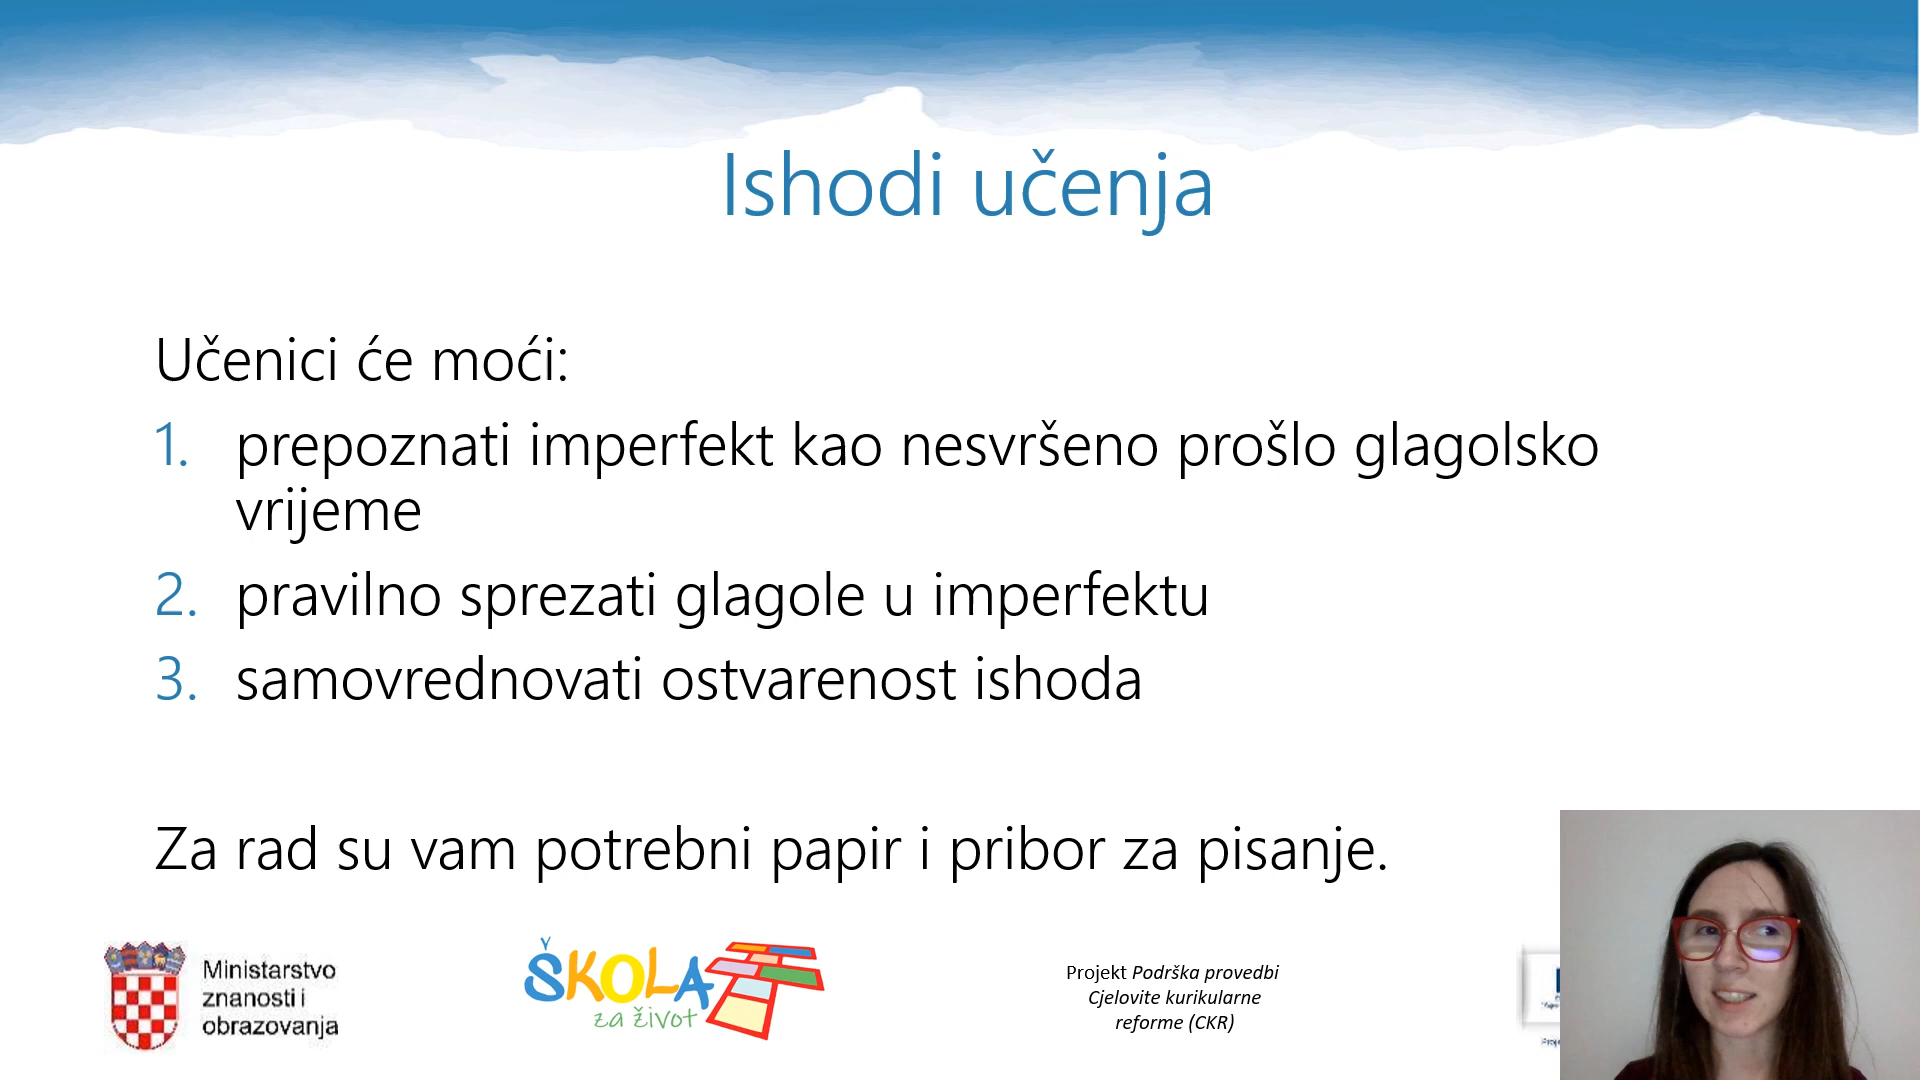 Ishodi učenja
Učenici će moći:
1. prepoznati imperfekt kao nesvršeno prošlo glagolsko
vrijeme
2. pravilno sprezati glagole u imperfektu
3. samovrednovati ostvarenost ishoda
Za rad su vam potrebni papir i pribor za pisanje.
Ministarstvo
znanosti i
obrazovanja
ŠKOLA
za život
Projekt Podrška provedbi
Cjelovite kurikularne
reforme (CKR)